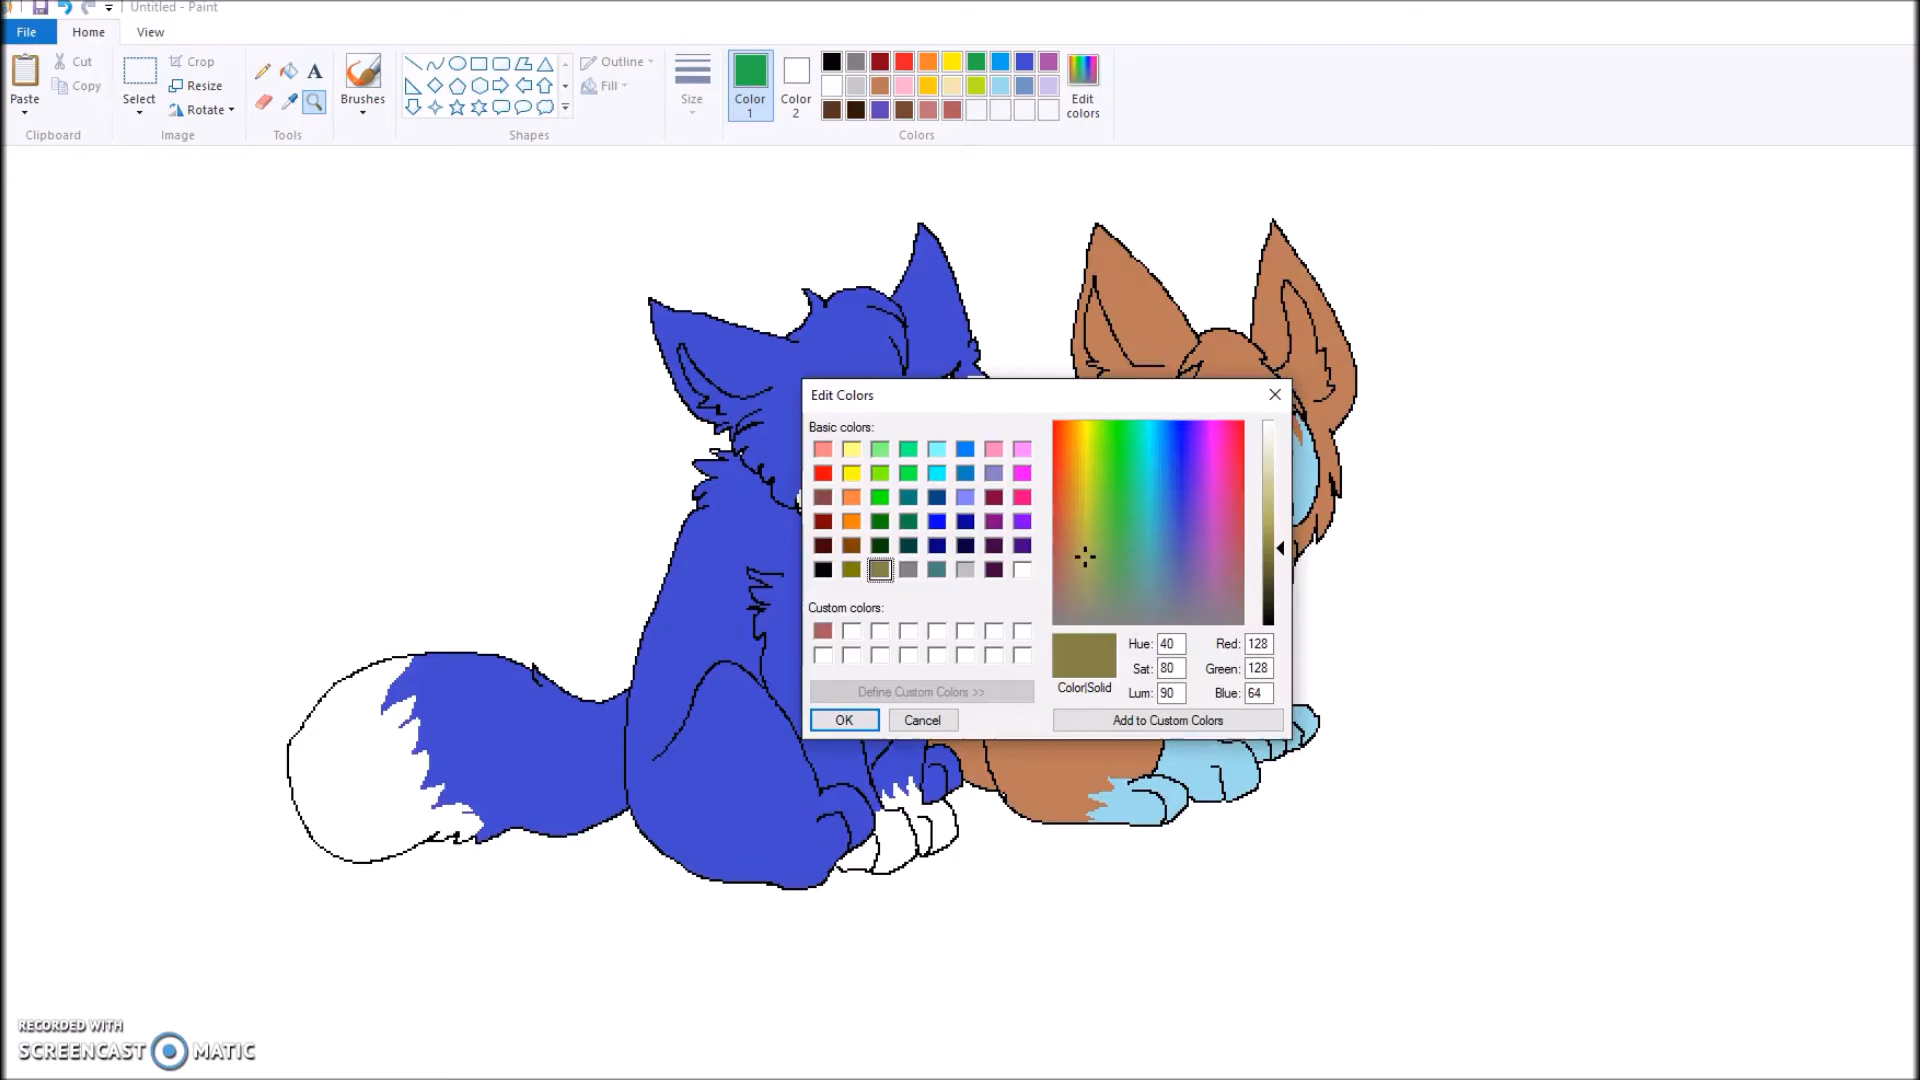 Untitled - Paint
File Home View
Paste
Cut
Copy
Clipboard
Select
Crop
Resize
Rotate
Image
A
Tools
Brushes
Outline
Fill
Shapes
Size
Color
1
Color
2
Edit
colors
Colors
Edit Colors
Basic colors:
Custom colors:
Define Custom Colors >>
OK Cancel
Hue: 40 Red: 128
Sat: 80 Green: 128
Color|Solid Lum: 90 Blue: 64
Add to Custom Colors
RECORDED WITH
SCREENCAST MATIC